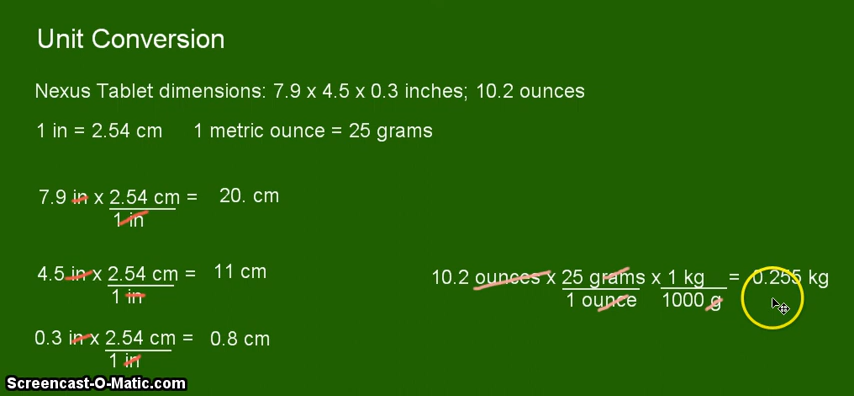 Unit Conversion
Nexus Tablet dimensions: 7.9 x 4.5 x 0.3 inches; 10.2 ounces
1 in = 2.54 cm 1 metric ounce = 25 grams
7.9 in x 2.54 cm = 20. cm
1 in
4.5 in x 2.54 cm = 11 cm
1 in
10.2 ounces x 25 grams x 1 kg = 0.255 kg
1 ounce 1000 g
0.3 in x 2.54 cm = 0.8 cm
1 in
Screencast-O-Matic.com